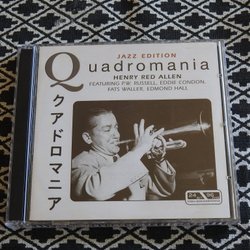 JAZZ EDITION
Quadromania
HENRY RED ALLEN
FEATURING P.W. RUSSELL, EDDIE CONDON,
FATS WALLER, EDMOND HALL
クアドロマニア